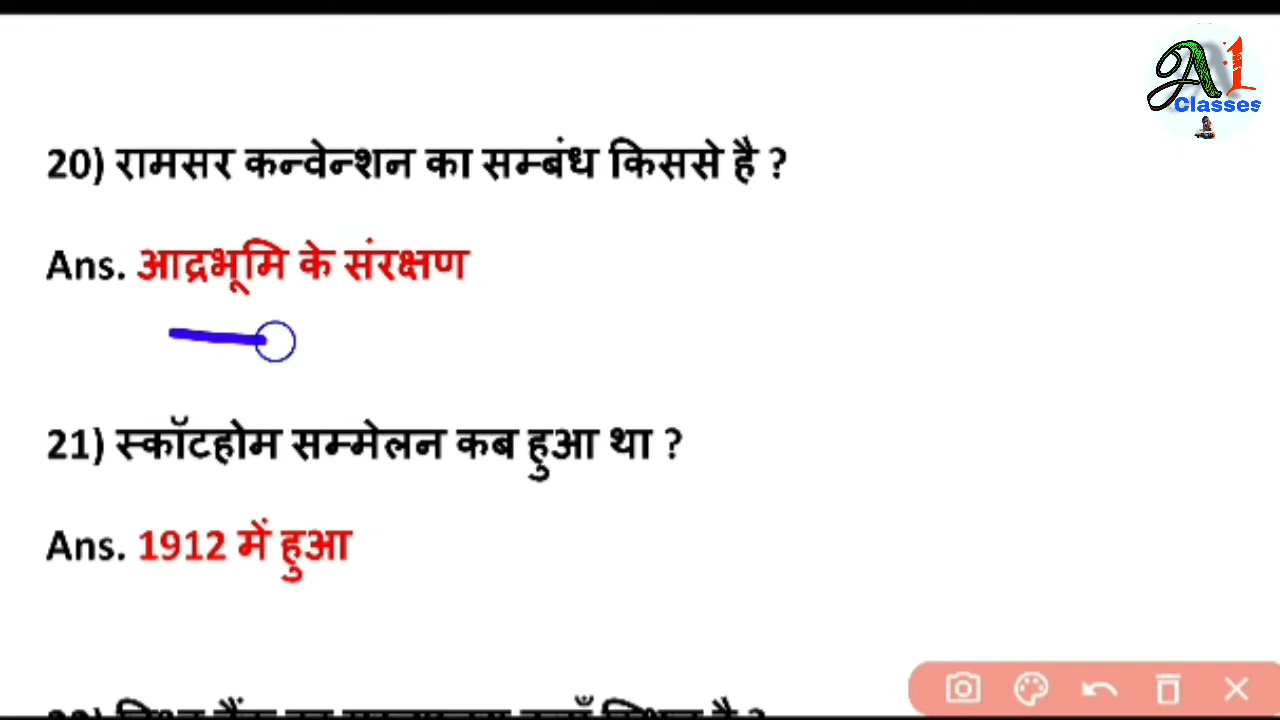 A1
Classes
20) रामसर कन्वेन्शन का सम्बंध किससे है ?
Ans. आद्रभूमि के संरक्षण
21) स्कॉटहोम सम्मेलन कब हुआ था ?
Ans. 1912 में हुआ